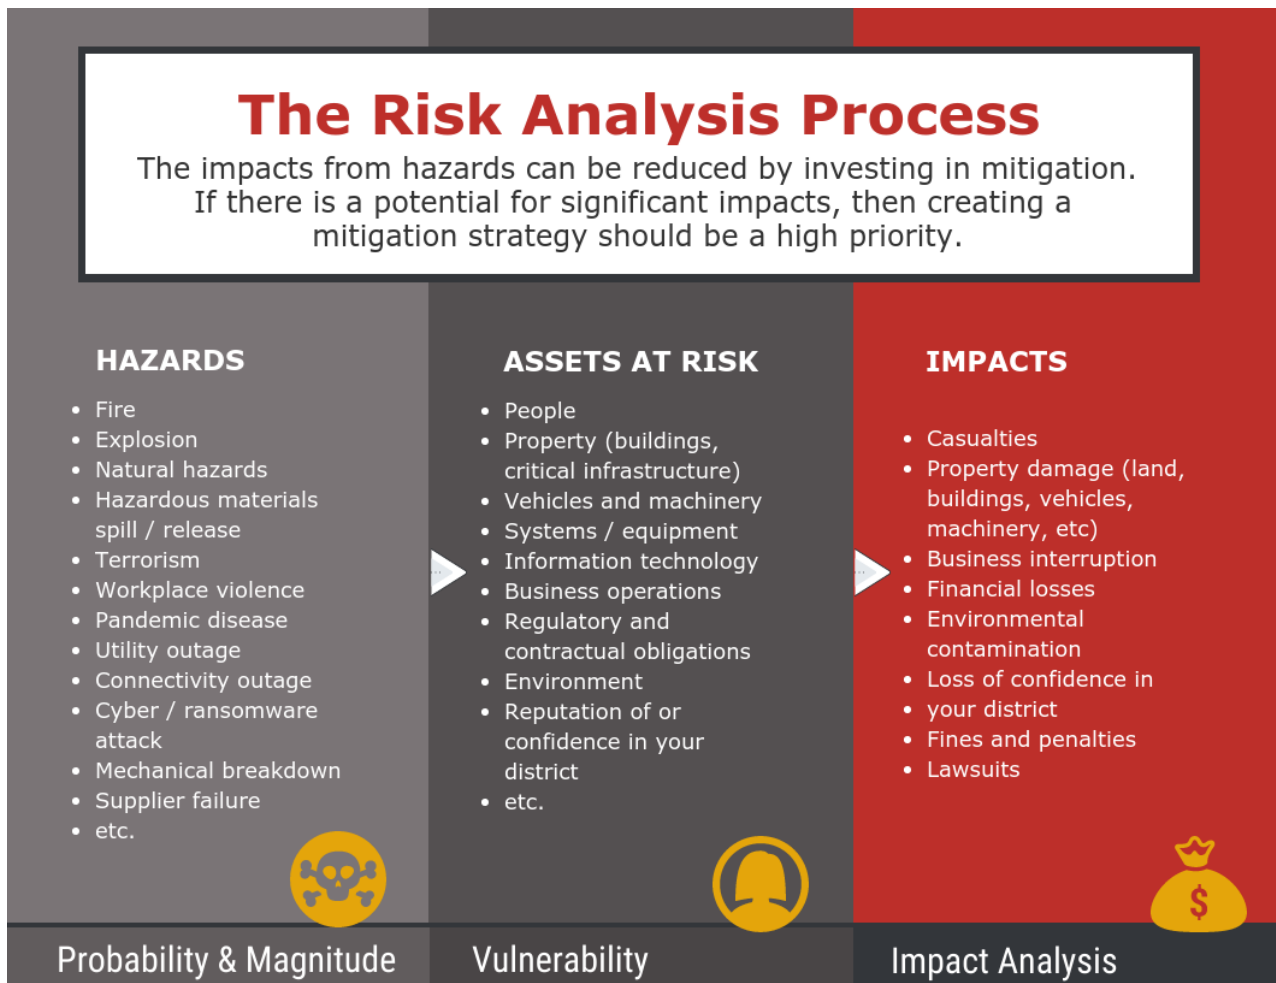 The Risk Analysis Process
The impacts from hazards can be reduced by investing in mitigation.
If there is a potential for significant impacts, then creating a
mitigation strategy should be a high priority.
HAZARDS
• Fire
• Explosion
• Natural hazards
• Hazardous materials
spill / release
• Terrorism
• Workplace violence
• Pandemic disease
• Utility outage
• Connectivity outage
• Cyber / ransomware
attack
• Mechanical breakdown
• Supplier failure
• etc.
Probability & Magnitude
ASSETS AT RISK
• People
• Property (buildings,
critical infrastructure)
• Vehicles and machinery
• Systems / equipment
• Information technology
• Business operations
• Regulatory and
contractual obligations
• Environment
• Reputation of or
confidence in your
district
• etc.
Vulnerability
IMPACTS
• Casualties
• Property damage (land,
buildings, vehicles,
machinery, etc)
• Business interruption
• Financial losses
• Environmental
contamination
• Loss of confidence in
• your district
• Fines and penalties
• Lawsuits
$
Impact Analysis